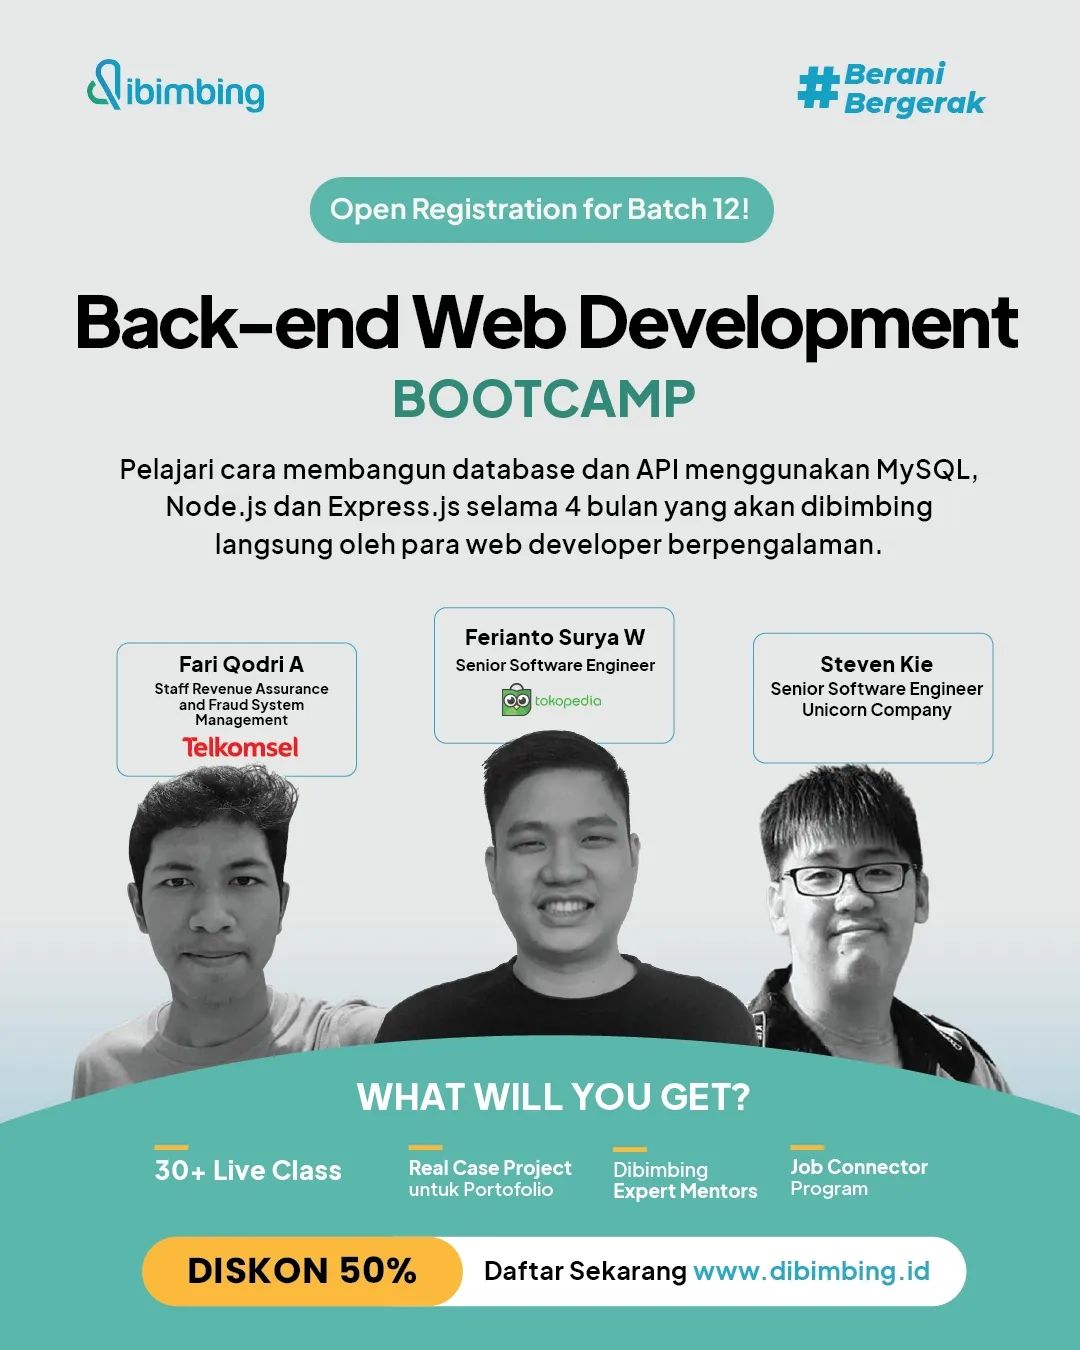 dibimbing
#Berani
Bergerak
Open Registration for Batch 12!
Back-end Web Development
BOOTCAMP
Pelajari cara membangun database dan API menggunakan MySQL,
Node.js dan Express.js selama 4 bulan yang akan dibimbing
langsung oleh para web developer berpengalaman.
Fari Qodri A
Staff Revenue Assurance
and Fraud System
Management
Telkomsel
Ferianto Surya W
Senior Software Engineer
tokopedia
Steven Kie
Senior Software Engineer
Unicorn Company
WHAT WILL YOU GET?
30+ Live Class
Real Case Project
untuk Portofolio
Dibimbing
Expert Mentors
Job Connector
Program
DISKON 50%
Daftar Sekarang www.dibimbing.id